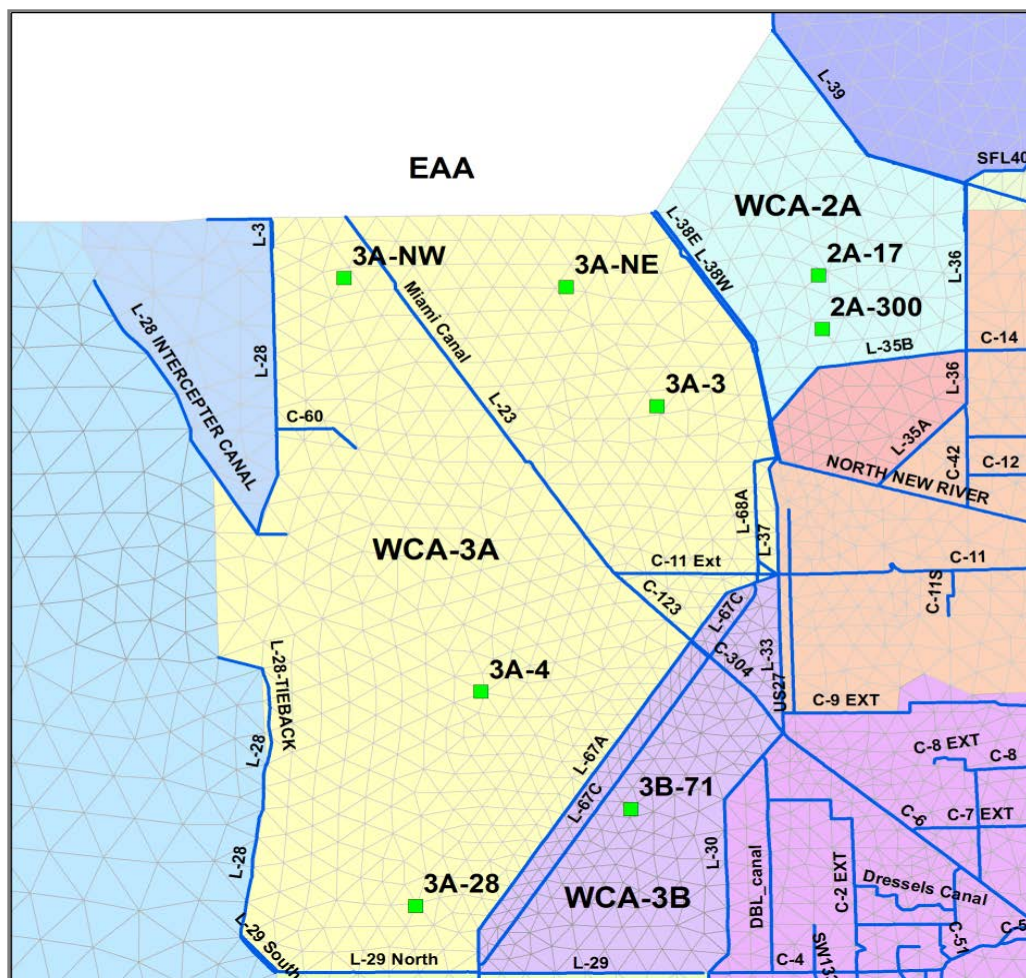 L-39
SFL40
EAA
WCA-2A
L-3
L-38E
L-38W
3A-NW
3A-NE
2A-17
L-36
Miami Canal
2A-300
L-28 INTERCEPTER CANAL
L-28
L-35B
C-14
3A-3
L-36
C-60
L-23
L-35A
C-42
C-12
NORTH NEW RIVER
L-68A
WCA-3A
L-37
C-11 Ext
C-11
C-11S
C-123
L-67C
L-33
C-304
3A-4
L-28-TIEBACK
US27
C-9 EXT
L-28
L-67A
C-8 EXT
C-8
L-67C
3B-71
C-6
C-7 EXT
L-30
L-28
3A-28
WCA-3B
DBL_canal
C-2 EXT
Dressels Canal
C-5
C-51
L-29 South
L-29 North
L-29
C-4